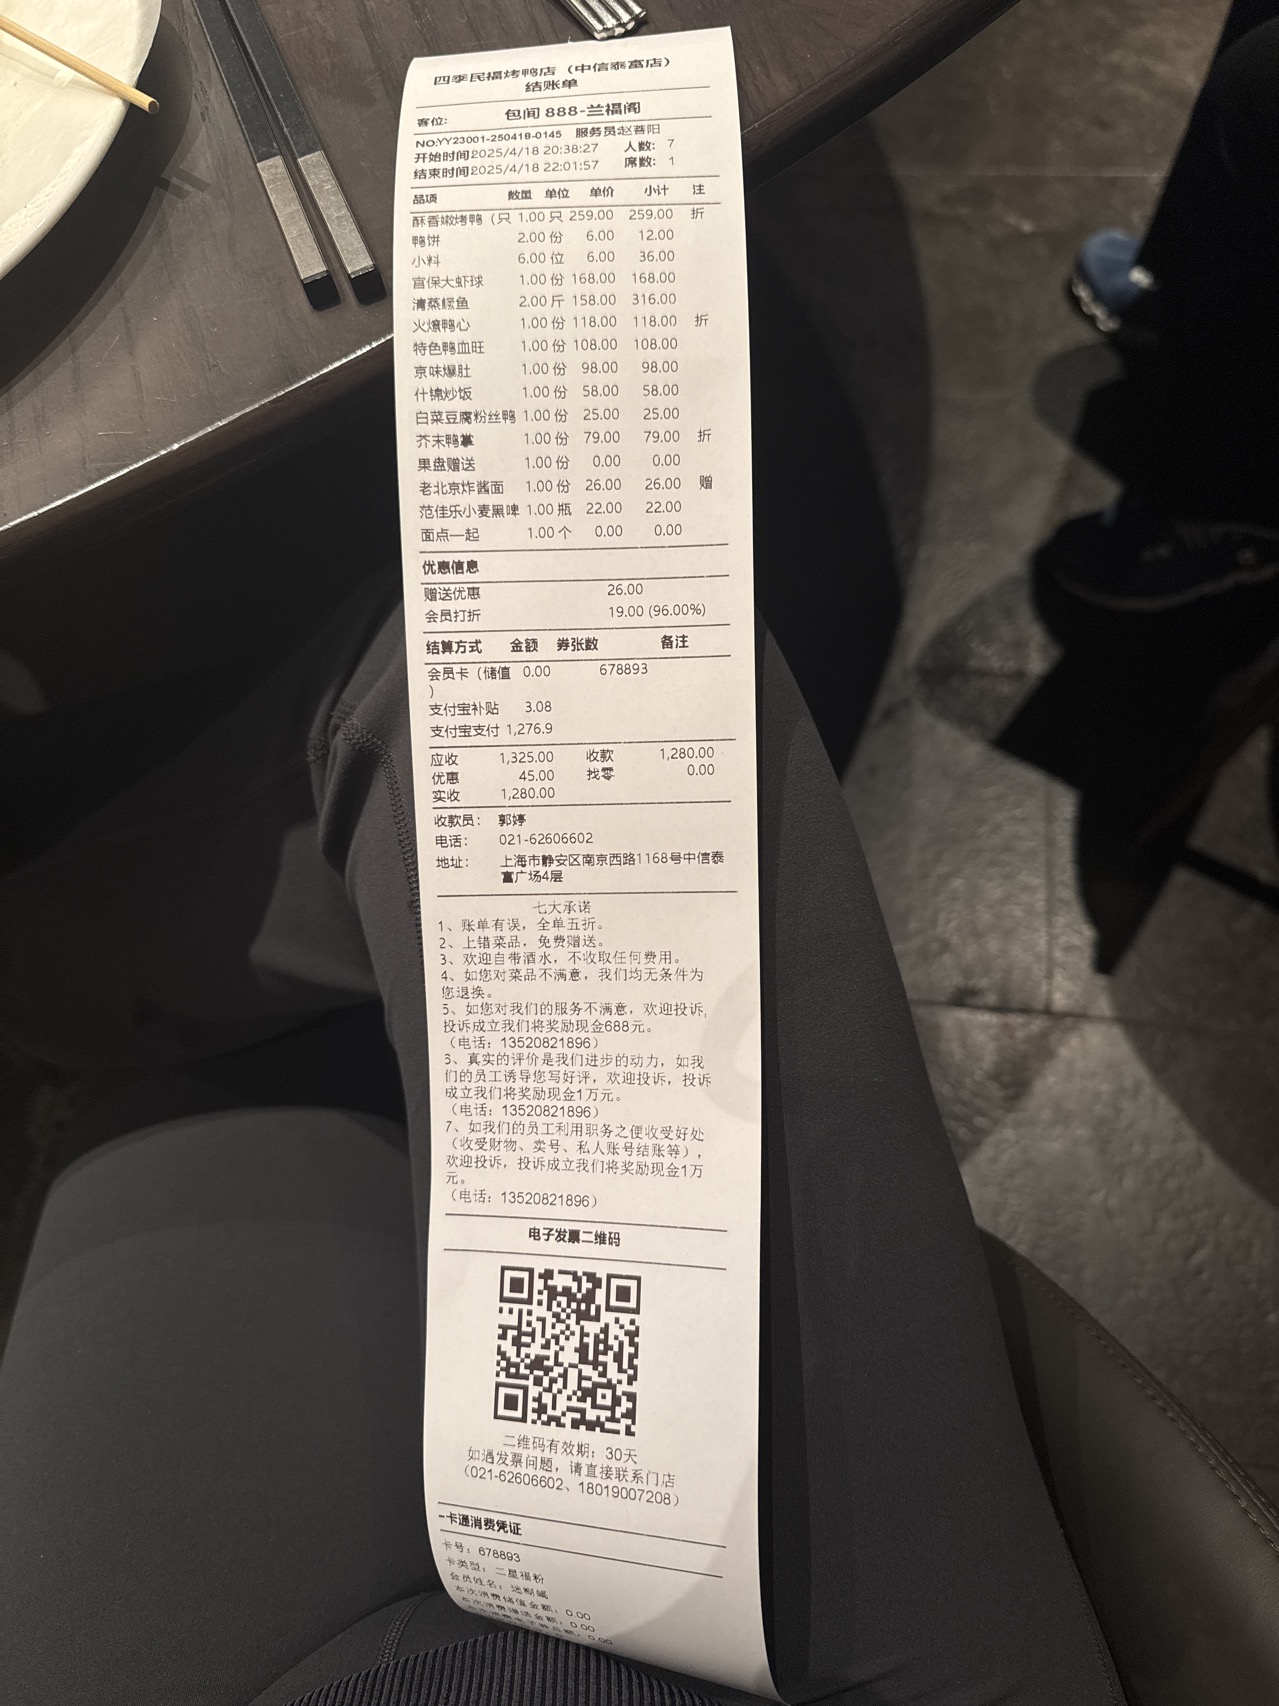 四季民福烤鸭店（中信泰富店）
结账单
客位： 包间 888-兰福阁
NO:YY23001-250418-0145 服务员:赵春阳
开始时间2025/4/18 20:38:27 人数： 7
结束时间2025/4/18 22:01:57 席数： 1
品项 数量 单位 单价 小计 注
酥香嫩烤鸭（只 1.00 只 259.00 259.00 折
鸭饼 2.00 份 6.00 12.00
小料 6.00 位 6.00 36.00
宫保大虾球 1.00 份 168.00 168.00
清蒸鳜鱼 2.00 斤 158.00 316.00
火燎鸭心 1.00 份 118.00 118.00 折
特色鸭血旺 1.00 份 108.00 108.00
京味爆肚 1.00 份 98.00 98.00
什锦炒饭 1.00 份 58.00 58.00
白菜豆腐粉丝鸭 1.00 份 25.00 25.00
芥末鸭掌 1.00 份 79.00 79.00 折
果盘赠送 1.00 份 0.00 0.00
老北京炸酱面 1.00 份 26.00 26.00 赠
范佳乐小麦黑啤 1.00 瓶 22.00 22.00
面点一起 1.00 个 0.00 0.00
优惠信息
赠送优惠 26.00
会员打折 19.00 (96.00%)
结算方式 金额 券张数 备注
会员卡（储值 0.00 678893
）
支付宝补贴 3.08
支付宝支付 1,276.9
应收 1,325.00 收款 1,280.00
优惠 45.00 找零 0.00
实收 1,280.00
收款员： 郭婷
电话： 021-62606602
地址： 上海市静安区南京西路1168号中信泰
富广场4层
七大承诺
1、账单有误，全单五折。
2、上错菜品，免费赠送。
3、欢迎自带酒水，不收取任何费用。
4、如您对菜品不满意，我们均无条件为
您退换。
5、如您对我们的服务不满意，欢迎投诉，
投诉成立我们将奖励现金688元。
（电话：13520821896）
3、真实的评价是我们进步的动力，如我
们的员工诱导您写好评，欢迎投诉，投诉
成立我们将奖励现金1万元。
（电话：13520821896）
7、如我们的员工利用职务之便收受好处
（收受财物、卖号、私人账号结账等），
欢迎投诉，投诉成立我们将奖励现金1万
元。
（电话：13520821896）
电子发票二维码
二维码有效期：30天
如遇发票问题，请直接联系门店
（021-62606602、18019007208）
一卡通消费凭证
卡号：678893
卡类型：二星福粉
会员姓名：迷糊蝎
本次消费储值金额：0.00
本次消费赠送金额：0.00